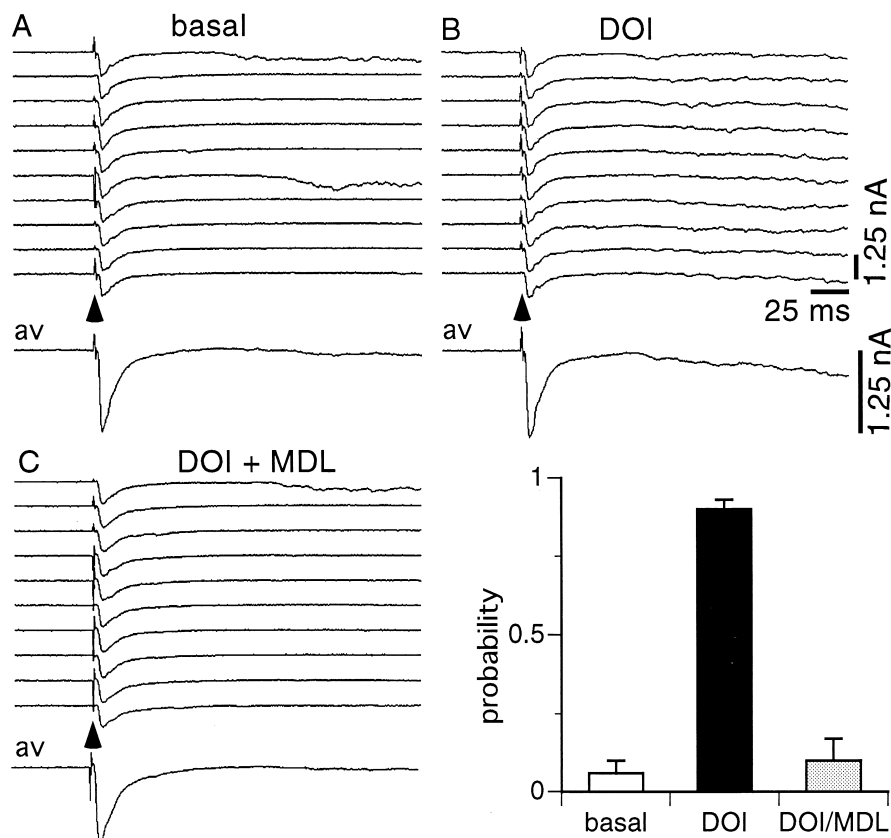 A basal
B DOI
1.25 nA
25 ms
av
av
1.25 nA
C DOI + MDL
av
1
0.5
0
probability
basal DOI DOI/MDL